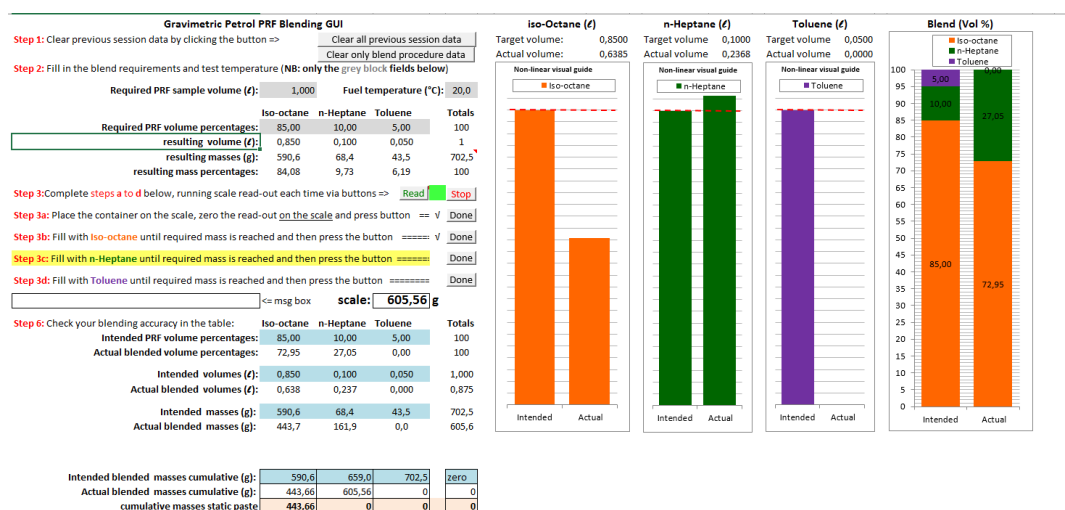 Gravimetric Petrol PRF Blending GUI
Step 1: Clear previous session data by clicking the button => Clear all previous session data
Clear only blend procedure data
Step 2: Fill in the blend requirements and test temperature (NB: only the grey block fields below)
Required PRF sample volume (ℓ): 1,000 Fuel temperature (°C): 20,0
Iso-octane n-Heptane Toluene Totals
Required PRF volume percentages: 85,00 10,00 5,00 100
resulting volume (ℓ): 0,850 0,100 0,050 1
resulting masses (g): 590,6 68,4 43,5 702,5
resulting mass percentages: 84,08 9,73 6,19 100
Step 3:Complete steps a to d below, running scale read-out each time via buttons => Read Stop
Step 3a: Place the container on the scale, zero the read-out on the scale and press button == √ Done
Step 3b: Fill with Iso-octane until required mass is reached and then press the button =====: √ Done
Step 3c: Fill with n-Heptane until required mass is reached and then press the button ======= Done
Step 3d: Fill with Toluene until required mass is reached and then press the button ======== Done
<= msg box scale: 605,56 g
Step 6: Check your blending accuracy in the table: Iso-octane n-Heptane Toluene Totals
Intended PRF volume percentages: 85,00 10,00 5,00 100
Actual blended volume percentages: 72,95 27,05 0,00 100
Intended volumes (ℓ): 0,850 0,100 0,050 1,000
Actual blended volumes (ℓ): 0,638 0,237 0,000 0,875
Intended masses (g): 590,6 68,4 43,5 702,5
Actual blended masses (g): 443,7 161,9 0,0 605,6
Intended blended masses cumulative (g): 590,6 659,0 702,5 zero
Actual blended masses cumulative (g): 443,66 605,56 0 0
cumulative masses static paste 443,66 0 0 0
iso-Octane (ℓ)
Target volume: 0,8500
Actual volume: 0,6385
Non-linear visual guide
Iso-octane
Intended Actual
n-Heptane (ℓ)
Target volume 0,1000
Actual volume 0,2368
Non-linear visual guide
n-Heptane
Intended Actual
Toluene (ℓ)
Target volume 0,0500
Actual volume 0,0000
Non-linear visual guide
Toluene
Intended Actual
Blend (Vol %)
Iso-octane
n-Heptane
Toluene
100
95
90
85
80
75
70
65
60
55
50
45
40
35
30
25
20
15
10
5
0
5,00
10,00
85,00
0,00
27,05
72,95
Intended Actual